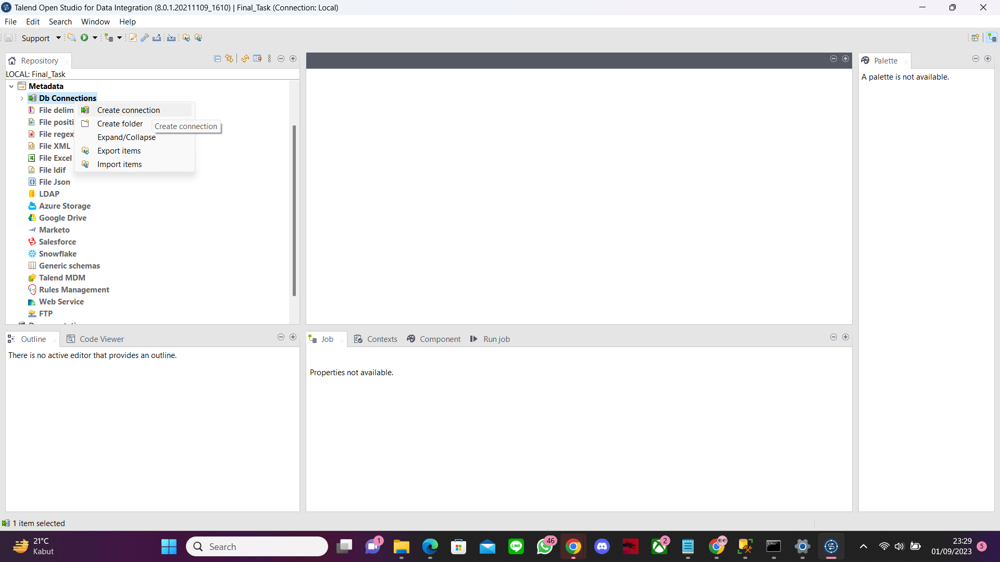 Talend Open Studio for Data Integration (8.0.1.20211109_1610) | Final_Task (Connection: Local)
File Edit Search Window Help
Support
Repository
LOCAL: Final_Task
Metadata
Db Connections
File delim
File positi
File regex
File XML
File Excel
File ldif
File Json
LDAP
Azure Storage
Google Drive
Marketo
Salesforce
Snowflake
Generic schemas
Talend MDM
Rules Management
Web Service
FTP
Create connection
Create folder
Create connection
Expand/Collapse
Export items
Import items
Palette
A palette is not available.
Outline Code Viewer
There is no active editor that provides an outline.
Job Contexts Component Run job
Properties not available.
1 item selected
21°C
Kabut
Search
1
LINE
46
2
23:29
01/09/2023
5